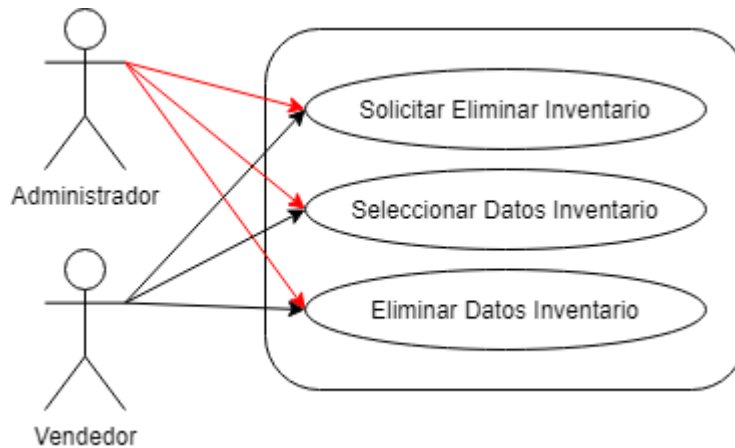 Solicitar Eliminar Inventario
Administrador
Seleccionar Datos Inventario
Eliminar Datos Inventario
Vendedor